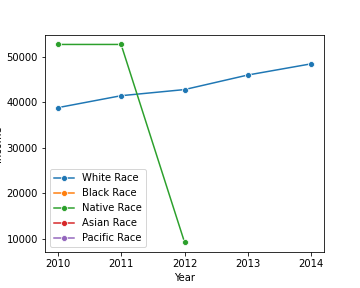 50000
40000
30000
20000
10000
White Race
Black Race
Native Race
Asian Race
Pacific Race
2010 2011 2012 2013 2014
Year